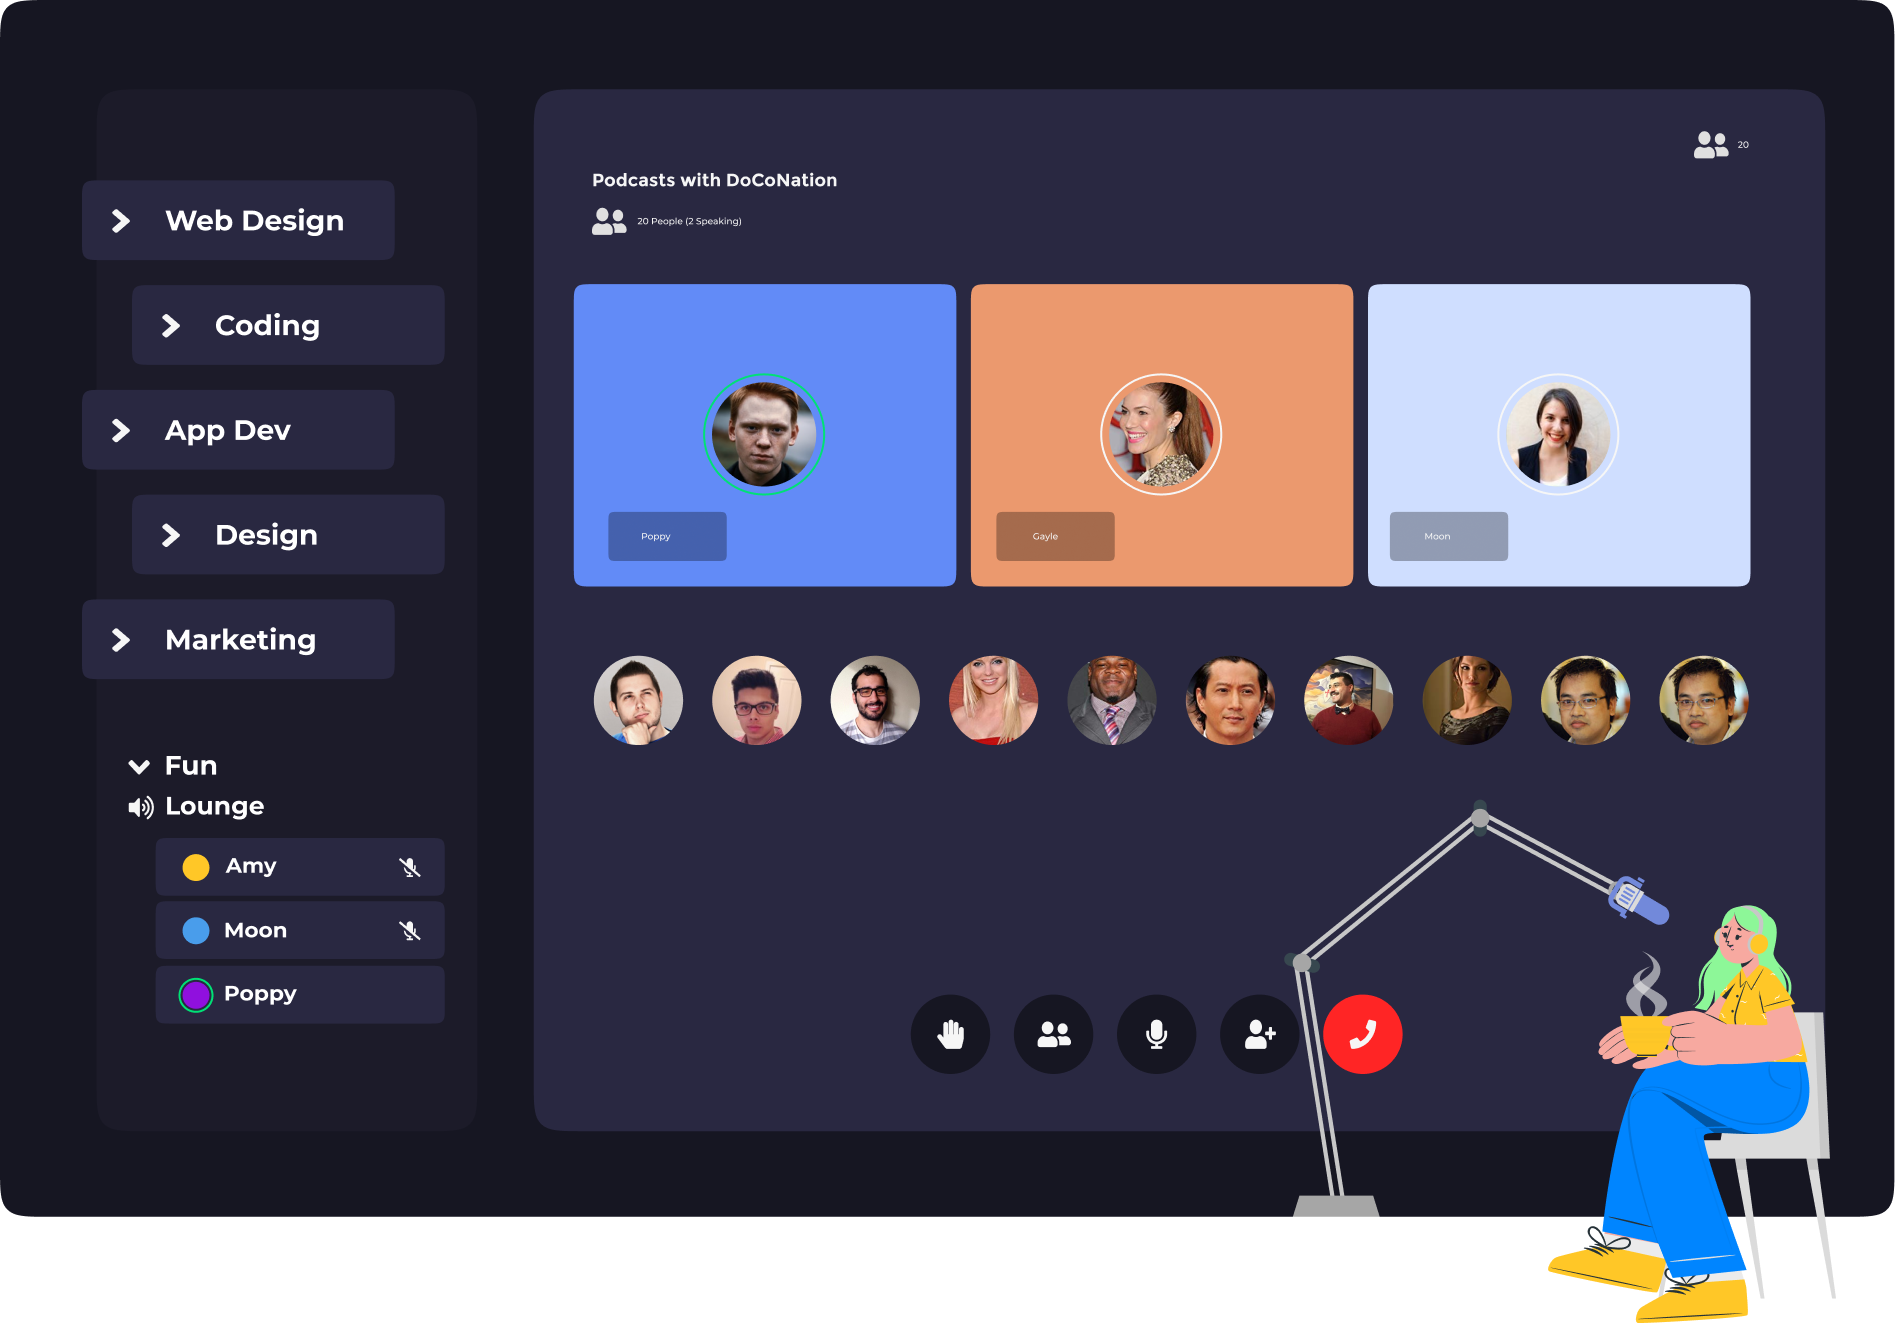 Web Design
Coding
App Dev
Design
Marketing
Fun
Lounge
Amy
Moon
Poppy
20
Podcasts with DoCoNation
20 People (2 Speaking)
Poppy
Gayle
Moon